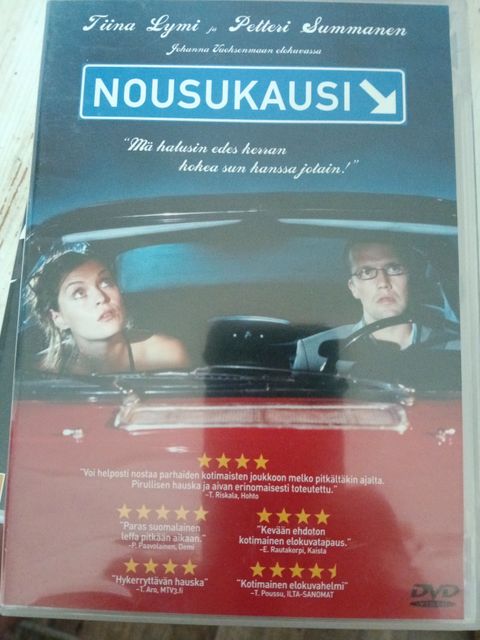 Tiina Lymi ja Petteri Summanen
Johanna Vuoksenmaan elokuvassa
NOUSUKAUSI
"Mä halusin edes kerran
kokea sun kanssa jotain!"
"Voi helposti nostaa parhaiden kotimaisten joukkoon melko pitkältäkin ajalta.
Pirullisen hauska ja aivan erinomaisesti toteutettu."
–T. Riskala, Hohto
"Paras suomalainen
leffa pitkään aikaan."
–P. Paavolainen, Demi
"Kevään ehdoton
kotimainen elokuvatapaus."
–E. Rautakorpi, Kaista
"Hykerryttävän hauska"
–T. Aro, MTV3.fi
"Kotimainen elokuvahelmi"
–T. Poussu, ILTA-SANOMAT
DVD
VIDEO